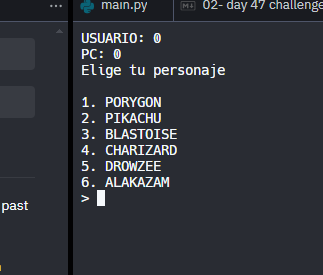 main.py
02- day 47 challenge
USUARIO: 0
PC: 0
Elige tu personaje
1. PORYGON
2. PIKACHU
3. BLASTOISE
4. CHARIZARD
5. DROWZEE
6. ALAKAZAM
>
past